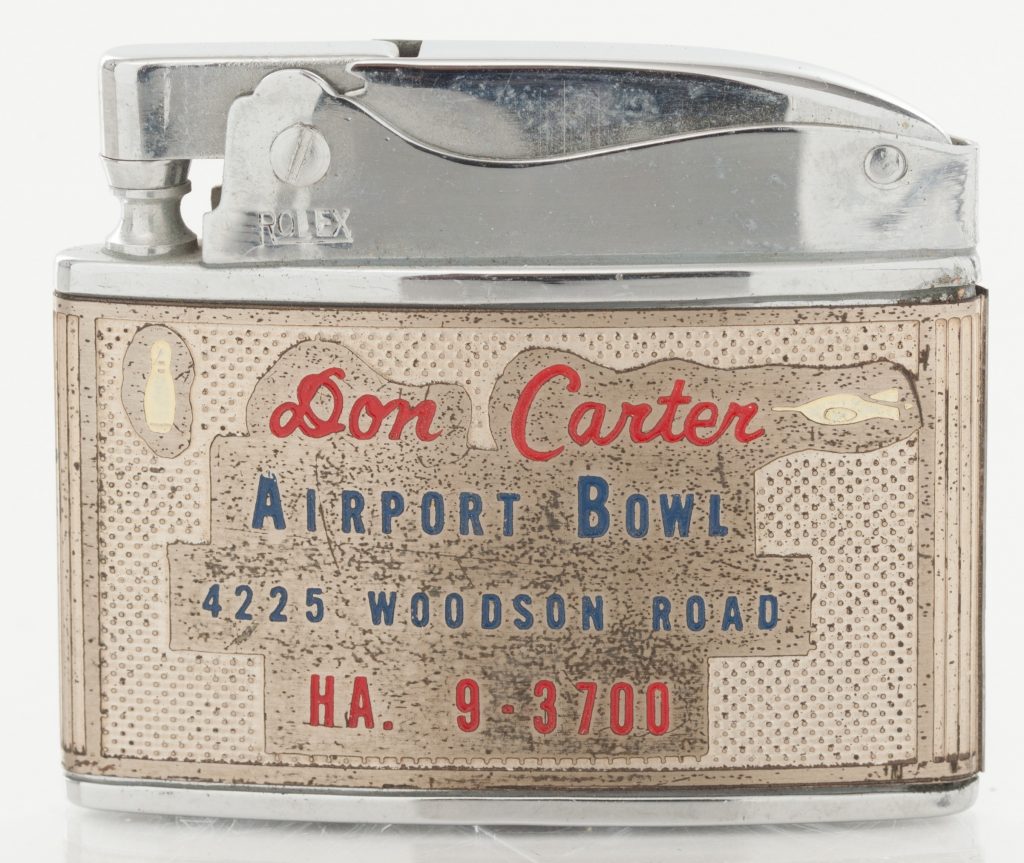 ROLEX
Don Carter
AIRPORT BOWL
4225 WOODSON ROAD
HA. 9-3700